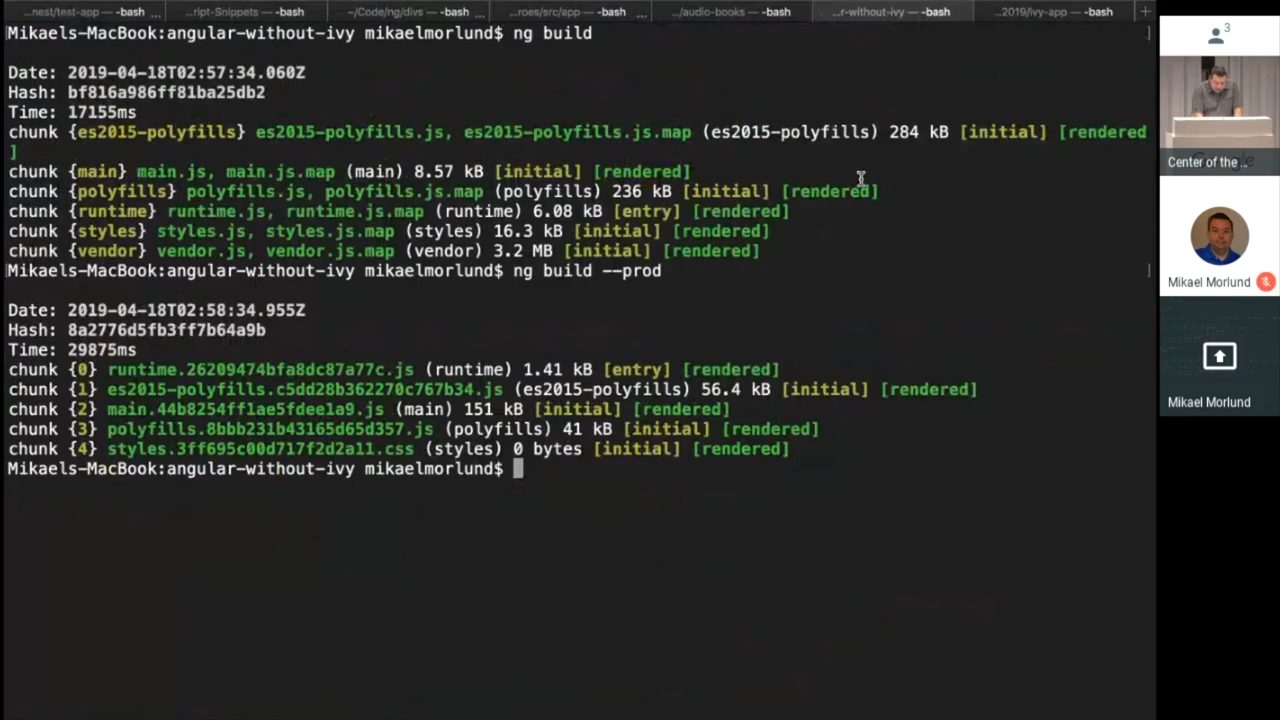 ...nest/test-app — -bash ...
...ript-Snippets — -bash
~/Code/ng/divs — -bash ...
...roes/src/app — -bash ...
.../audio-books — -bash
...r-without-ivy — -bash
...2019/ivy-app — -bash
+
Mikaels-MacBook:angular-without-ivy mikaelmorlund$ ng build
Date: 2019-04-18T02:57:34.060Z
Hash: bf816a986ff81ba25db2
Time: 17155ms
chunk {es2015-polyfills} es2015-polyfills.js, es2015-polyfills.js.map (es2015-polyfills) 284 kB [initial] [rendered
]
chunk {main} main.js, main.js.map (main) 8.57 kB [initial] [rendered]
chunk {polyfills} polyfills.js, polyfills.js.map (polyfills) 236 kB [initial] [rendered]
chunk {runtime} runtime.js, runtime.js.map (runtime) 6.08 kB [entry] [rendered]
chunk {styles} styles.js, styles.js.map (styles) 16.3 kB [initial] [rendered]
chunk {vendor} vendor.js, vendor.js.map (vendor) 3.2 MB [initial] [rendered]
Mikaels-MacBook:angular-without-ivy mikaelmorlund$ ng build --prod
Date: 2019-04-18T02:58:34.955Z
Hash: 8a2776d5fb3ff7b64a9b
Time: 29875ms
chunk {0} runtime.26209474bfa8dc87a77c.js (runtime) 1.41 kB [entry] [rendered]
chunk {1} es2015-polyfills.c5dd28b362270c767b34.js (es2015-polyfills) 56.4 kB [initial] [rendered]
chunk {2} main.44b8254ff1ae5fdee1a9.js (main) 151 kB [initial] [rendered]
chunk {3} polyfills.8bbb231b43165d65d357.js (polyfills) 41 kB [initial] [rendered]
chunk {4} styles.3ff695c00d717f2d2a11.css (styles) 0 bytes [initial] [rendered]
Mikaels-MacBook:angular-without-ivy mikaelmorlund$
3
Center of the ...
Mikael Morlund
Mikael Morlund